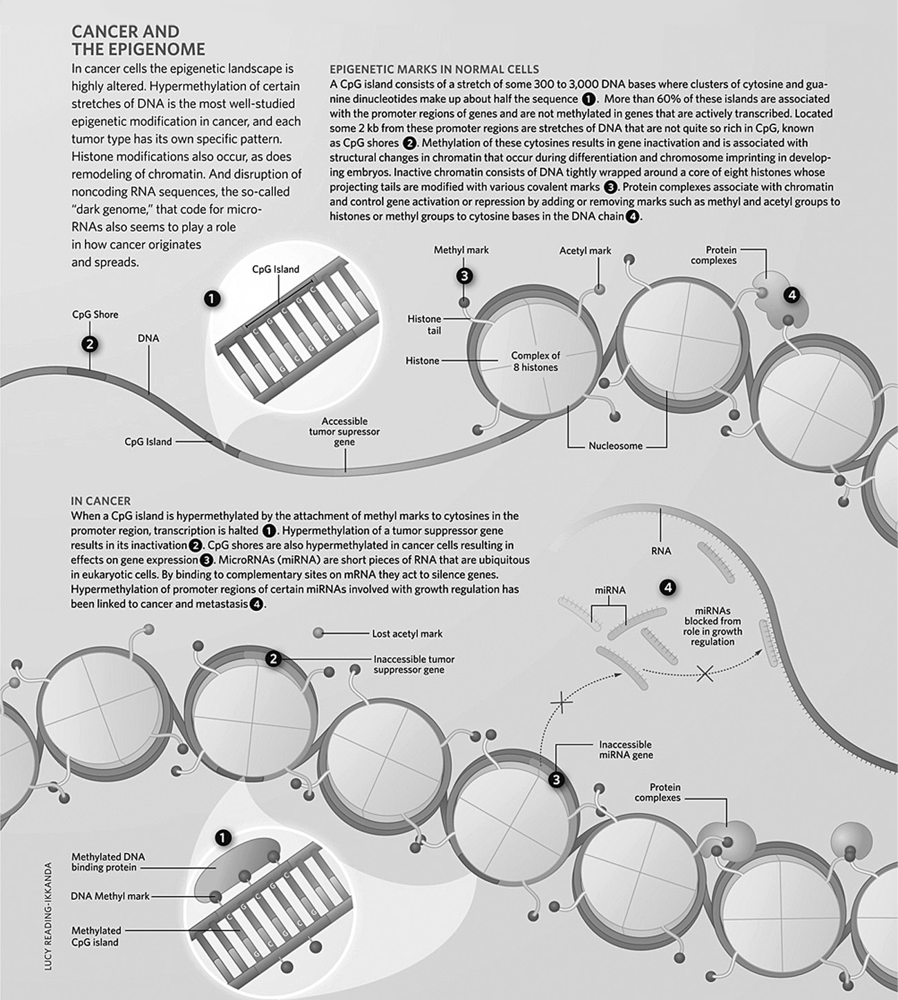 CANCER AND
THE EPIGENOME
In cancer cells the epigenetic landscape is
highly altered. Hypermethylation of certain
stretches of DNA is the most well-studied
epigenetic modification in cancer, and each
tumor type has its own specific pattern.
Histone modifications also occur, as does
remodeling of chromatin. And disruption of
noncoding RNA sequences, the so-called
“dark genome,” that code for micro-
RNAs also seems to play a role
in how cancer originates
and spreads.
EPIGENETIC MARKS IN NORMAL CELLS
A CpG island consists of a stretch of some 300 to 3,000 DNA bases where clusters of cytosine and gua-
nine dinucleotides make up about half the sequence 1. More than 60% of these islands are associated
with the promoter regions of genes and are not methylated in genes that are actively transcribed. Located
some 2 kb from these promoter regions are stretches of DNA that are not quite so rich in CpG, known
as CpG shores 2. Methylation of these cytosines results in gene inactivation and is associated with
structural changes in chromatin that occur during differentiation and chromosome imprinting in develop-
ing embryos. Inactive chromatin consists of DNA tightly wrapped around a core of eight histones whose
projecting tails are modified with various covalent marks 3. Protein complexes associate with chromatin
and control gene activation or repression by adding or removing marks such as methyl and acetyl groups to
histones or methyl groups to cytosine bases in the DNA chain 4.
CpG Island
1
C G C G C
G C G C G
CpG Shore
2
DNA
CpG Island
Accessible
tumor supressor
gene
Methyl mark
3
Acetyl mark
Histone
tail
Histone
Complex of
8 histones
Nucleosome
Protein
complexes
4
IN CANCER
When a CpG island is hypermethylated by the attachment of methyl marks to cytosines in the
promoter region, transcription is halted 1. Hypermethylation of a tumor suppressor gene
results in its inactivation 2. CpG shores are also hypermethylated in cancer cells resulting in
effects on gene expression 3. MicroRNAs (miRNA) are short pieces of RNA that are ubiquitous
in eukaryotic cells. By binding to complementary sites on mRNA they act to silence genes.
Hypermethylation of promoter regions of certain miRNAs involved with growth regulation has
been linked to cancer and metastasis 4.
RNA
4
miRNA
miRNAs
blocked from
role in growth
regulation
Lost acetyl mark
2
Inaccessible tumor
suppressor gene
Inaccessible
miRNA gene
3
Protein
complexes
1
Methylated DNA
binding protein
DNA Methyl mark
Methylated
CpG island
C G C G C
G C G C G
LUCY READING-IKKANDA